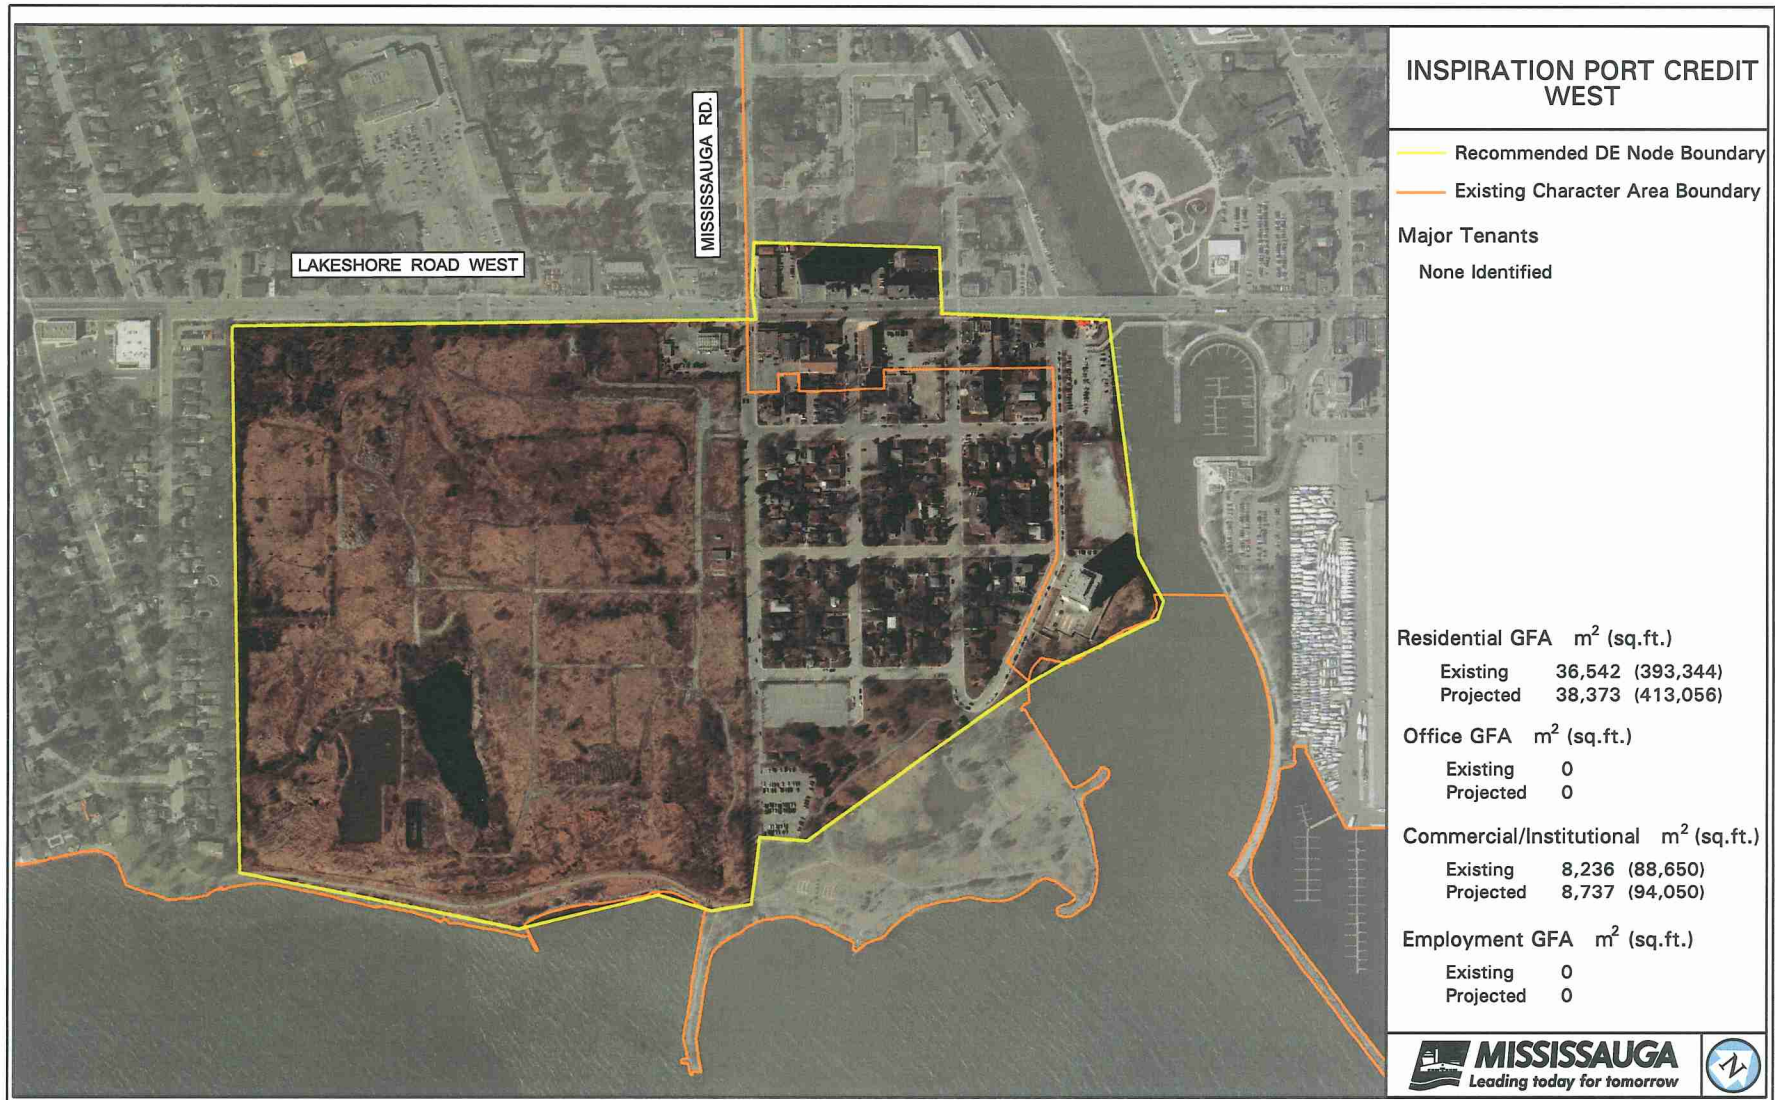 INSPIRATION PORT CREDIT
WEST
Recommended DE Node Boundary
Existing Character Area Boundary
Major Tenants
None Identified
MISSISSAUGA RD.
LAKESHORE ROAD WEST
Residential GFA m² (sq.ft.)
Existing 36,542 (393,344)
Projected 38,373 (413,056)
Office GFA m² (sq.ft.)
Existing 0
Projected 0
Commercial/Institutional m² (sq.ft.)
Existing 8,236 (88,650)
Projected 8,737 (94,050)
Employment GFA m² (sq.ft.)
Existing 0
Projected 0
MISSISSAUGA
Leading today for tomorrow
N